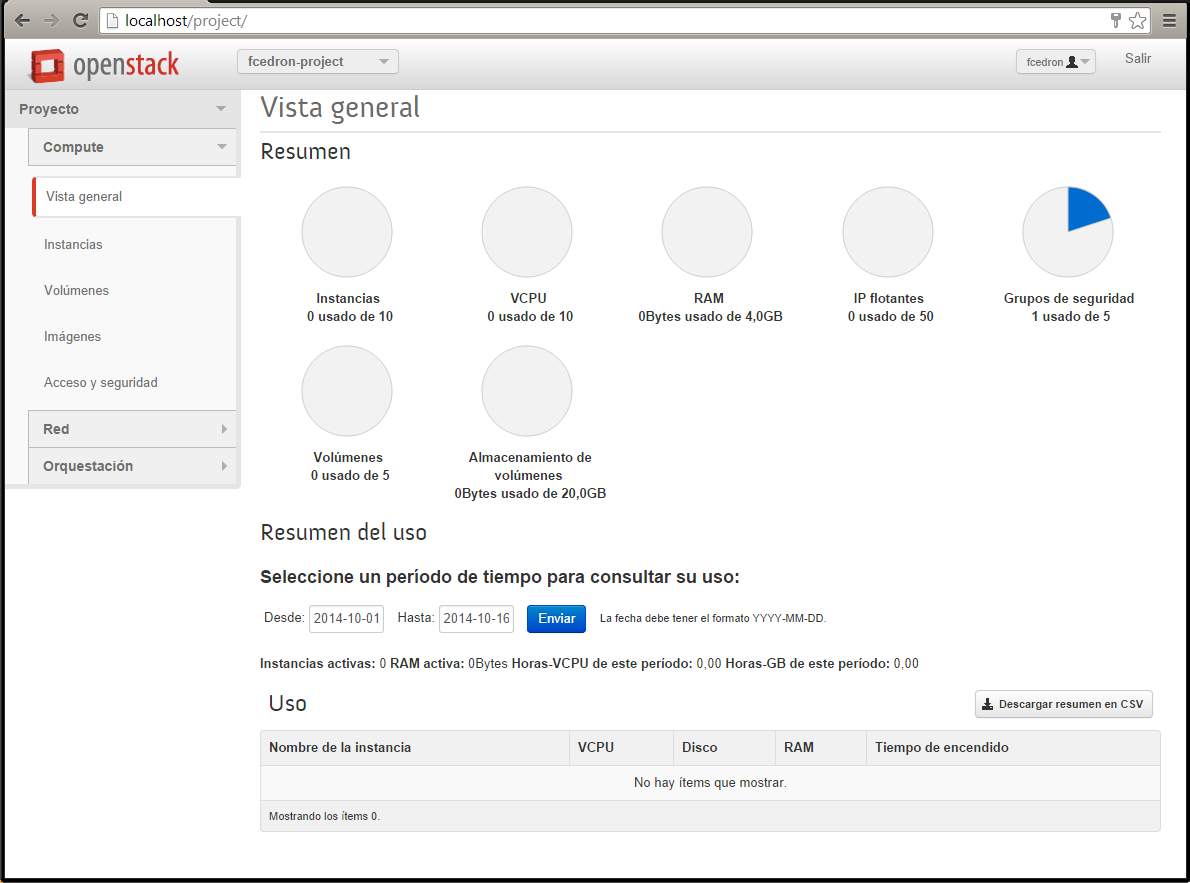 localhost/project/
openstack
fcedron-project
fcedron
Salir
Proyecto
Compute
Vista general
Instancias
Volúmenes
Imágenes
Acceso y seguridad
Red
Orquestación
Vista general
Resumen
Instancias
0 usado de 10
VCPU
0 usado de 10
RAM
0Bytes usado de 4,0GB
IP flotantes
0 usado de 50
Grupos de seguridad
1 usado de 5
Volúmenes
0 usado de 5
Almacenamiento de
volúmenes
0Bytes usado de 20,0GB
Resumen del uso
Seleccione un período de tiempo para consultar su uso:
Desde: 2014-10-01 Hasta: 2014-10-16 Enviar La fecha debe tener el formato YYYY-MM-DD.
Instancias activas: 0 RAM activa: 0Bytes Horas-VCPU de este período: 0,00 Horas-GB de este período: 0,00
Uso
Descargar resumen en CSV
Nombre de la instancia VCPU Disco RAM Tiempo de encendido
No hay ítems que mostrar.
Mostrando los ítems 0.